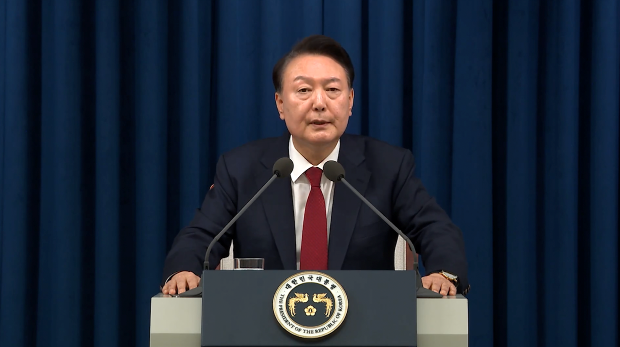 대한민국대통령
THE PRESIDENT OF THE REPUBLIC OF KOREA